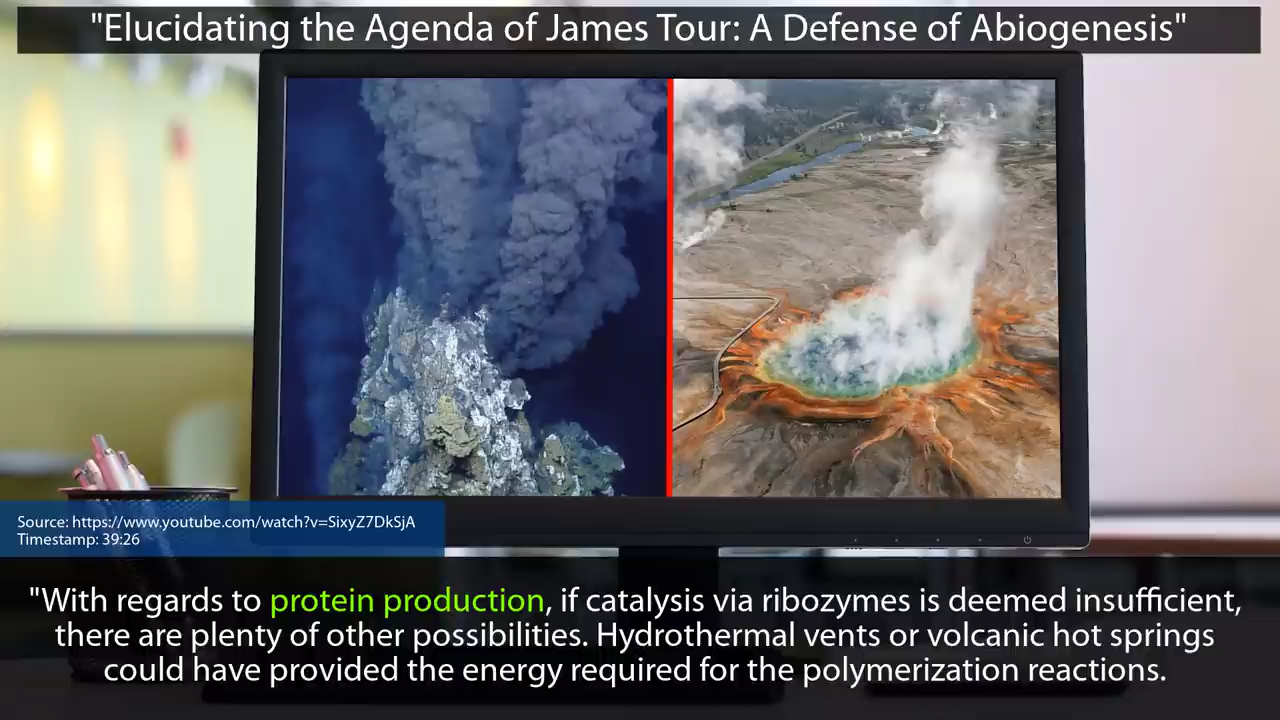 "Elucidating the Agenda of James Tour: A Defense of Abiogenesis"
Source: https://www.youtube.com/watch?v=SixyZ7DkSjA
Timestamp: 39:26
"With regards to protein production, if catalysis via ribozymes is deemed insufficient,
there are plenty of other possibilities. Hydrothermal vents or volcanic hot springs
could have provided the energy required for the polymerization reactions.